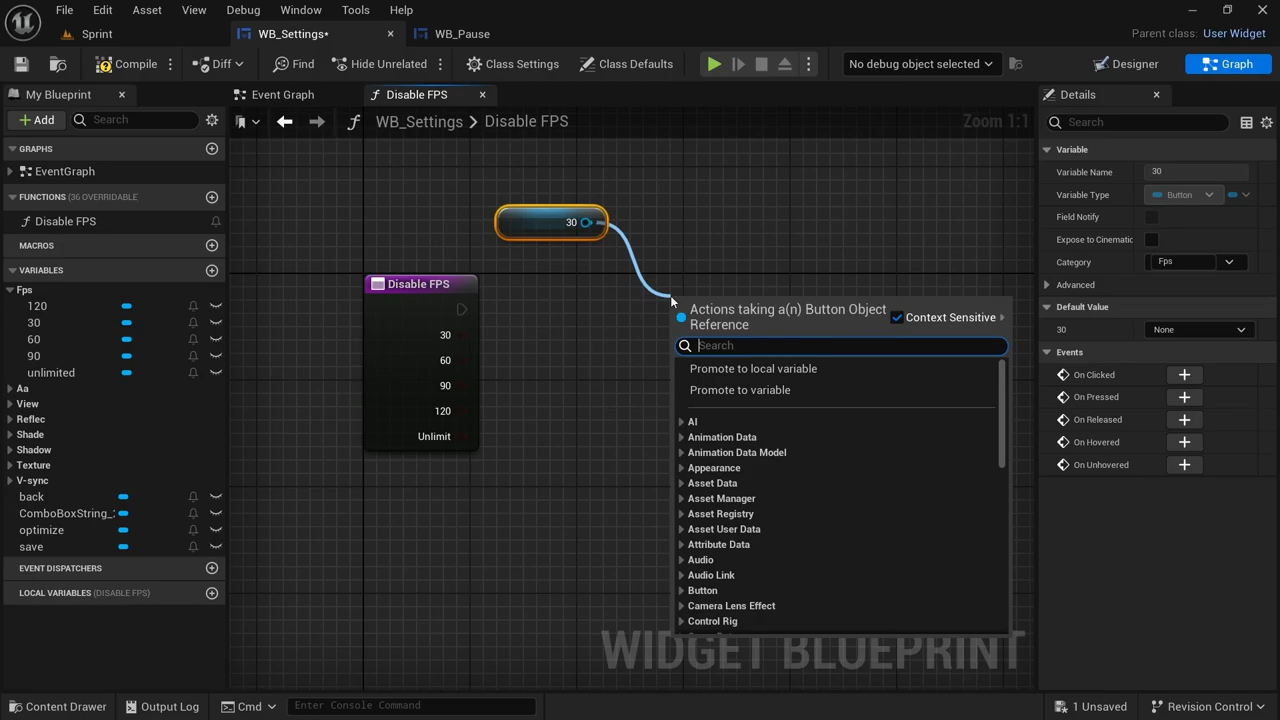 File Edit Asset View Debug Window Tools Help
Sprint WB_Settings* WB_Pause Parent class: User Widget
Compile Diff Find Hide Unrelated Class Settings Class Defaults No debug object selected Designer Graph
My Blueprint Event Graph Disable FPS Details
Add Search WB_Settings Disable FPS Zoom 1:1 Search
GRAPHS
EventGraph
FUNCTIONS (36 OVERRIDABLE
Disable FPS
MACROS
VARIABLES
Fps
120
30
60
90
unlimited
Aa
View
Reflec
Shade
Shadow
Texture
V-sync
back
ComboBoxString_
optimize
save
EVENT DISPATCHERS
LOCAL VARIABLES (DISABLE FPS)
30
Disable FPS
30
60
90
120
Unlimit
Actions taking a(n) Button Object
Reference
Context Sensitive
Search
Promote to local variable
Promote to variable
AI
Animation Data
Animation Data Model
Appearance
Asset Data
Asset Manager
Asset Registry
Asset User Data
Attribute Data
Audio
Audio Link
Button
Camera Lens Effect
Control Rig
WIDGET BLUEPRINT
Variable
Variable Name 30
Variable Type Button
Field Notify
Expose to Cinematic
Category Fps
Advanced
Default Value
30 None
Events
On Clicked
On Pressed
On Released
On Hovered
On Unhovered
Content Drawer Output Log Cmd Enter Console Command 1 Unsaved Revision Control